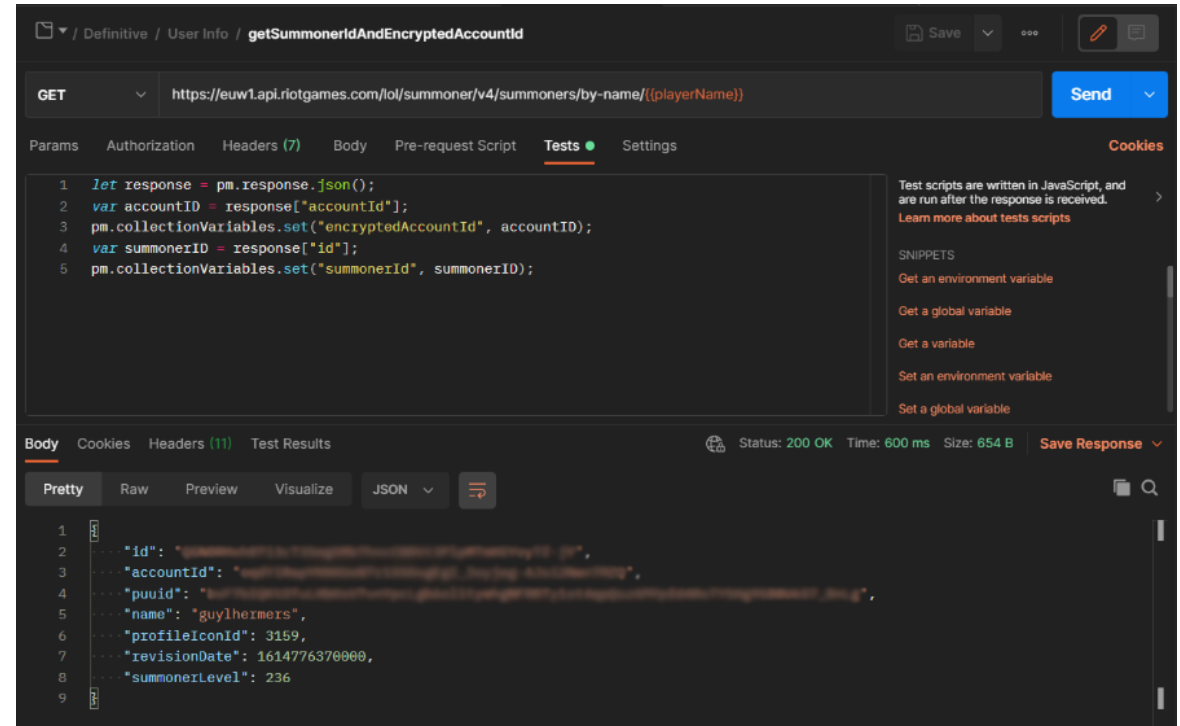 / Definitive / User Info / getSummonerIdAndEncryptedAccountId
Save
GET
https://euw1.api.riotgames.com/lol/summoner/v4/summoners/by-name/{{playerName}}
Send
Params Authorization Headers (7) Body Pre-request Script Tests Settings
Cookies
1 let response = pm.response.json();
2 var accountID = response["accountId"];
3 pm.collectionVariables.set("encryptedAccountId", accountID);
4 var summonerID = response["id"];
5 pm.collectionVariables.set("summonerId", summonerID);
Test scripts are written in JavaScript, and
are run after the response is received.
Learn more about tests scripts
SNIPPETS
Get an environment variable
Get a global variable
Get a variable
Set an environment variable
Set a global variable
Body Cookies Headers (11) Test Results
Status: 200 OK Time: 600 ms Size: 654 B Save Response
Pretty Raw Preview Visualize JSON
1 {
2 "id": "",
3 "accountId": "",
4 "puuid": "",
5 "name": "guylhermers",
6 "profileIconId": 3159,
7 "revisionDate": 1614776370000,
8 "summonerLevel": 236
9 }